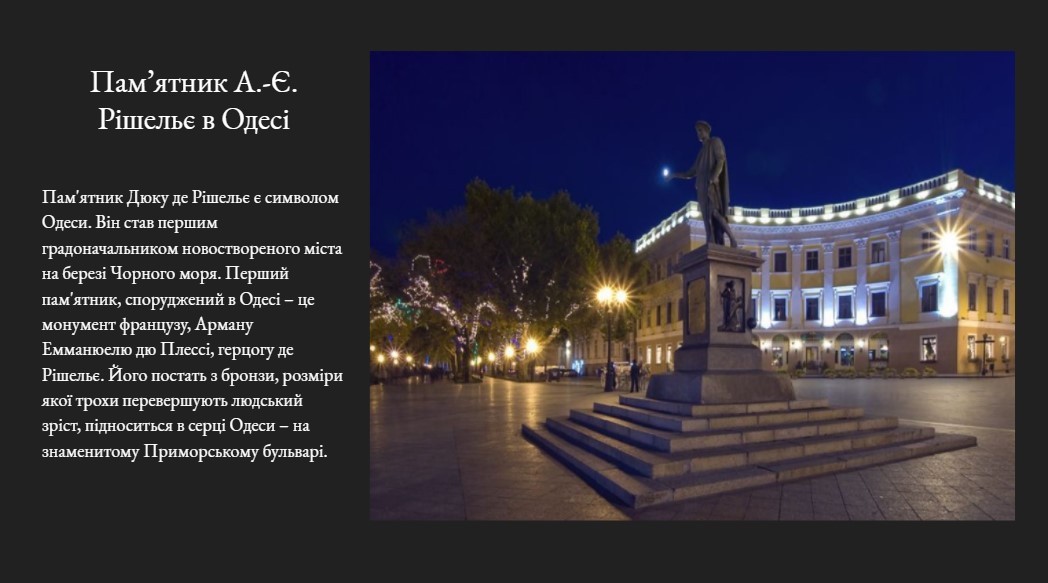 Пам’ятник А.-Є.
Рішельє в Одесі
Пам'ятник Дюку де Рішельє є символом
Одеси. Він став першим
градоначальником новоствореного міста
на березі Чорного моря. Перший
пам'ятник, споруджений в Одесі – це
монумент французу, Арману
Емманюелю дю Плессі, герцогу де
Рішельє. Його постать з бронзи, розміри
якої трохи перевершують людський
зріст, підноситься в серці Одеси – на
знаменитому Приморському бульварі.